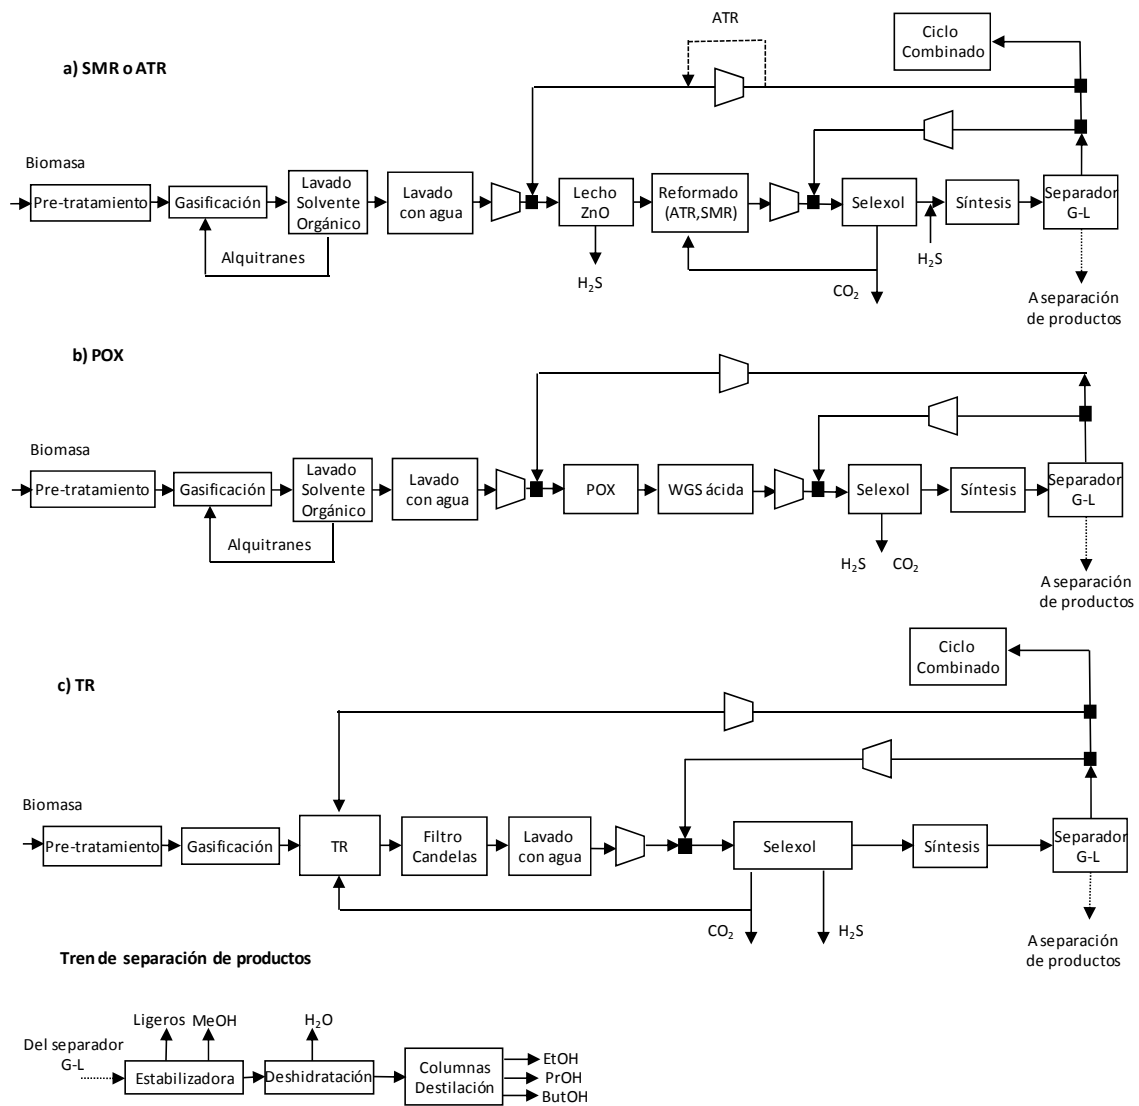 ATR
Ciclo
Combinado
a) SMR o ATR
Biomasa
Pre-tratamiento
Gasificación
Lavado
Solvente
Orgánico
Lavado
con agua
Lecho
ZnO
Reformado
(ATR,SMR)
Selexol
Síntesis
Separador
G-L
Alquitranes
H2S
CO2
H2S
A separación
de productos
b) POX
Biomasa
Pre-tratamiento
Gasificación
Lavado
Solvente
Orgánico
Lavado
con agua
POX
WGS ácida
Selexol
Síntesis
Separador
G-L
Alquitranes
H2S
CO2
A separación
de productos
Ciclo
Combinado
c) TR
Biomasa
Pre-tratamiento
Gasificación
TR
Filtro
Candelas
Lavado
con agua
Selexol
Síntesis
Separador
G-L
CO2
H2S
A separación
de productos
Tren de separación de productos
Ligeros
MeOH
H2O
Del separador
G-L
Estabilizadora
Deshidratación
Columnas
Destilación
EtOH
PrOH
ButOH